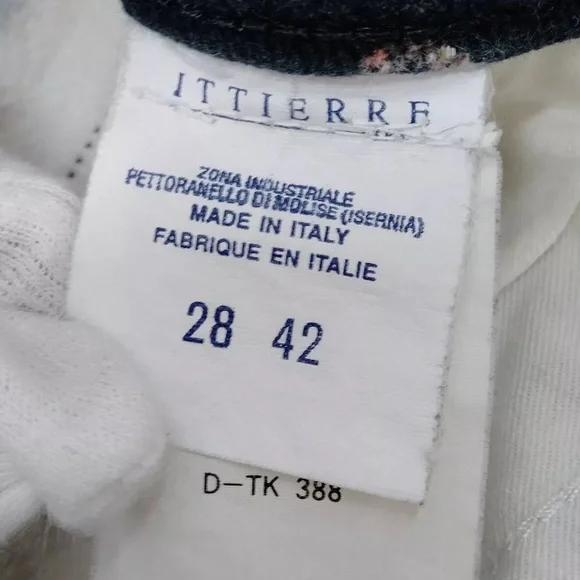 ITTIERRE
ZONA INDUSTRIALE
PETTORANELLO DI MOLISE (ISERNIA)
MADE IN ITALY
FABRIQUE EN ITALIE
28 42
D-TK 388